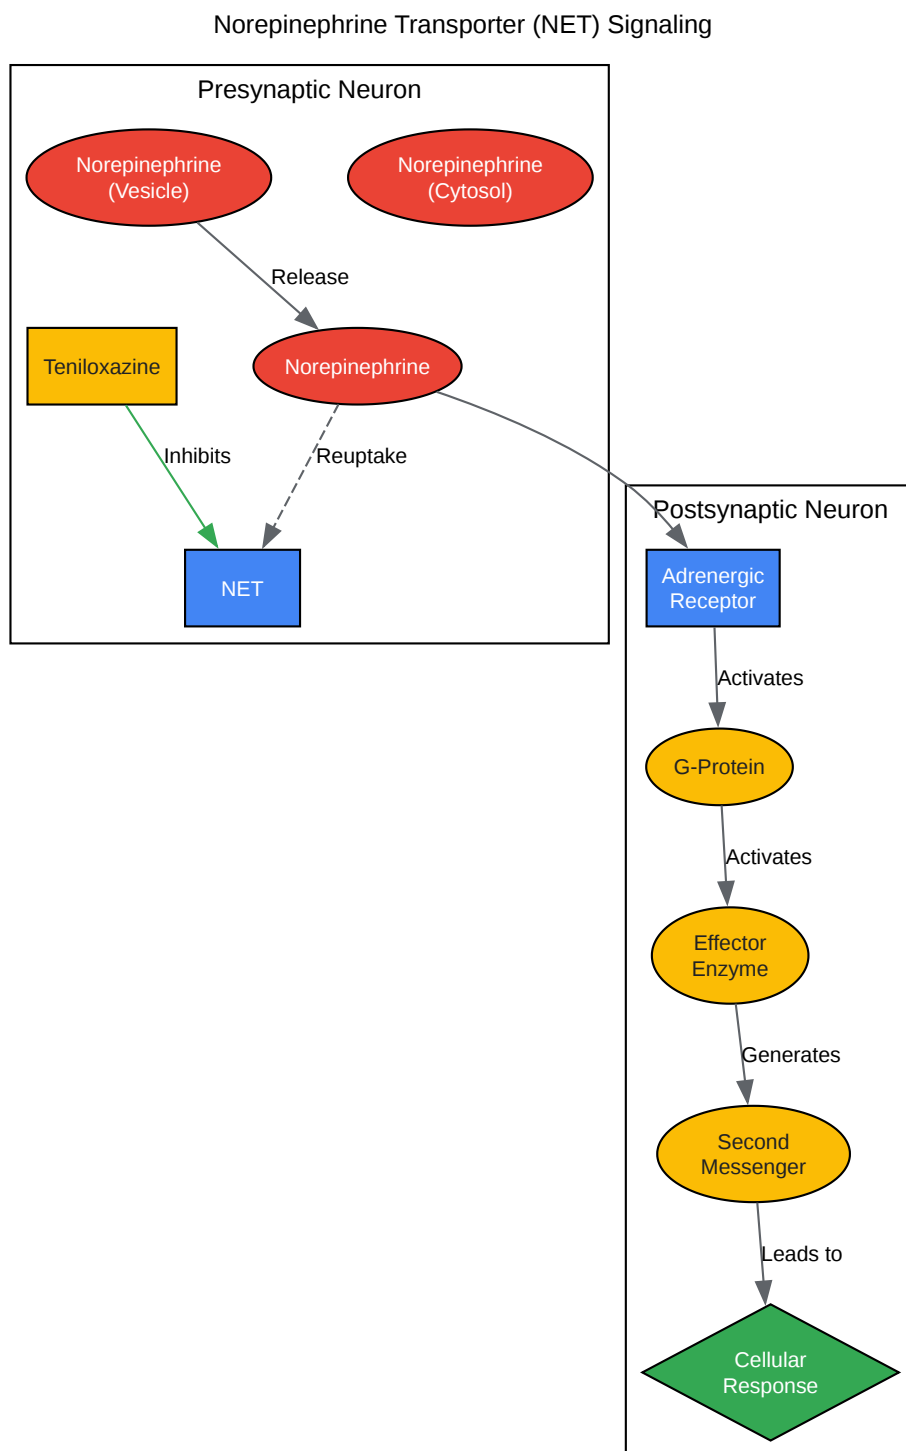 Norepinephrine Transporter (NET) Signaling
Presynaptic Neuron
Norepinephrine
(Vesicle)
Norepinephrine
(Cytosol)
Release
Teniloxazine
Norepinephrine
Inhibits
Reuptake
NET
Postsynaptic Neuron
Adrenergic
Receptor
Activates
G-Protein
Activates
Effector
Enzyme
Generates
Second
Messenger
Leads to
Cellular
Response